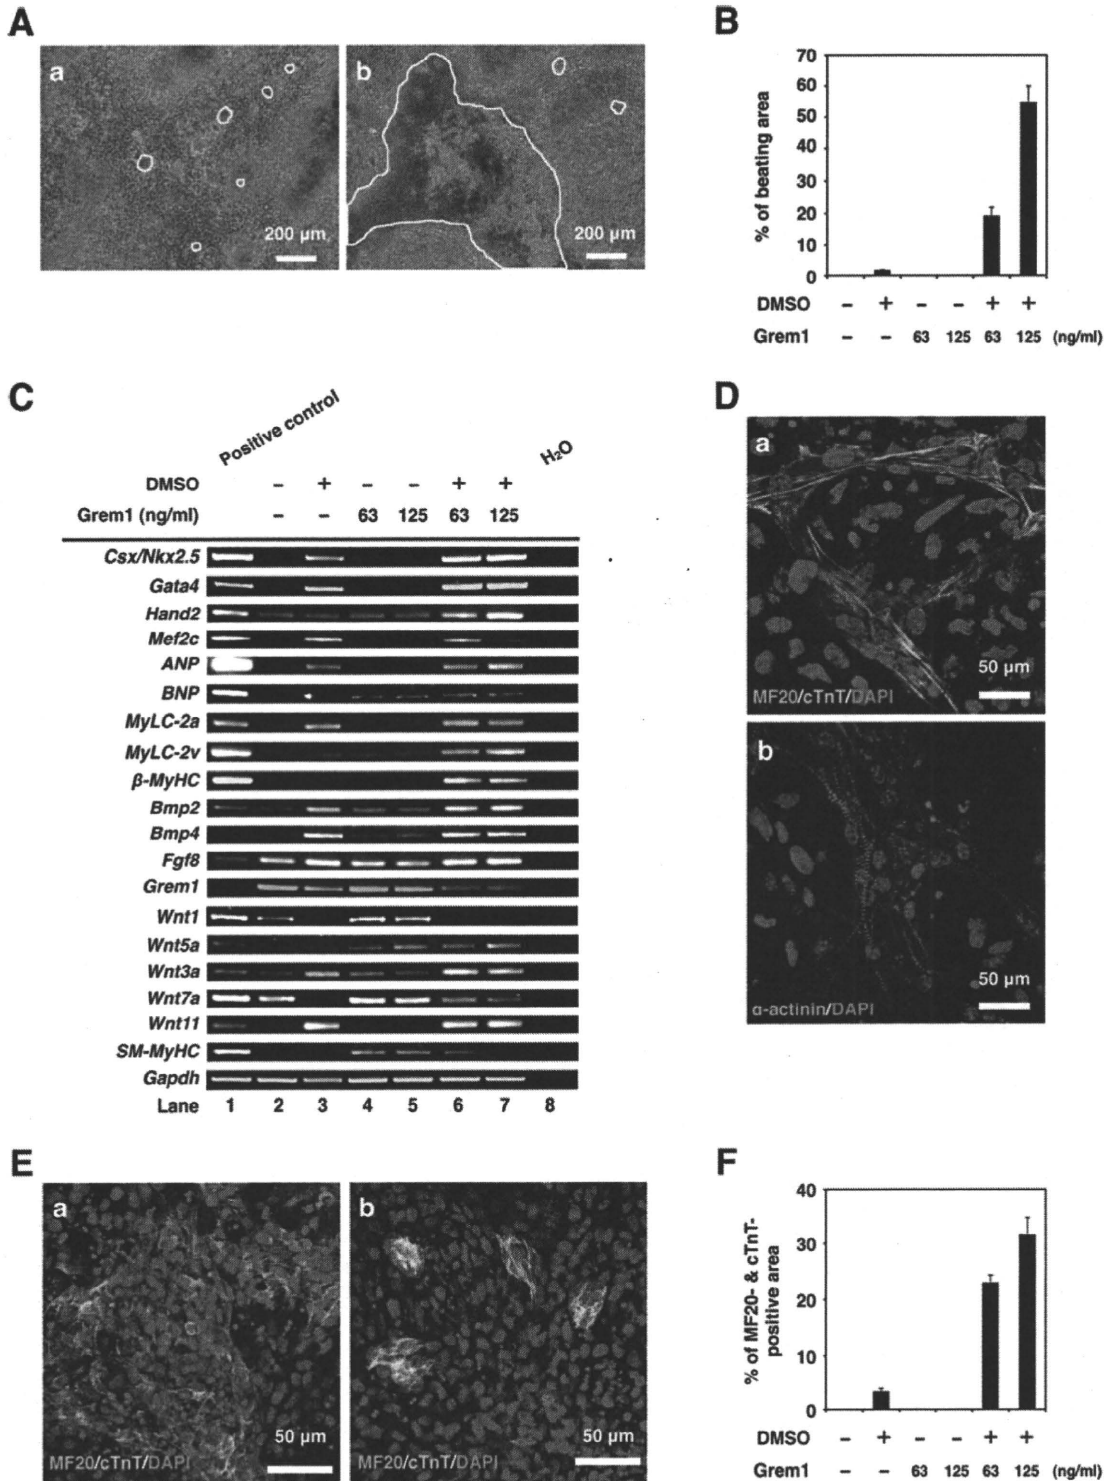 A
a
b
200 µm
200 µm
B
% of beating area
70
60
50
40
30
20
10
0
DMSO - + - - + +
Grem1 - - 63 125 63 125 (ng/ml)
C
Positive control
H₂O
DMSO - + - - + +
Grem1 (ng/ml) - - 63 125 63 125
Csx/Nkx2.5
Gata4
Hand2
Mef2c
ANP
BNP
MyLC-2a
MyLC-2v
β-MyHC
Bmp2
Bmp4
Fgf8
Grem1
Wnt1
Wnt5a
Wnt3a
Wnt7a
Wnt11
SM-MyHC
Gapdh
Lane 1 2 3 4 5 6 7 8
D
a
50 µm
MF20/cTnT/DAPI
b
50 µm
α-actinin/DAPI
E
a
50 µm
MF20/cTnT/DAPI
b
50 µm
MF20/cTnT/DAPI
F
% of MF20- & cTnT-
positive area
40
30
20
10
0
DMSO - + - - + +
Grem1 - - 63 125 63 125 (ng/ml)